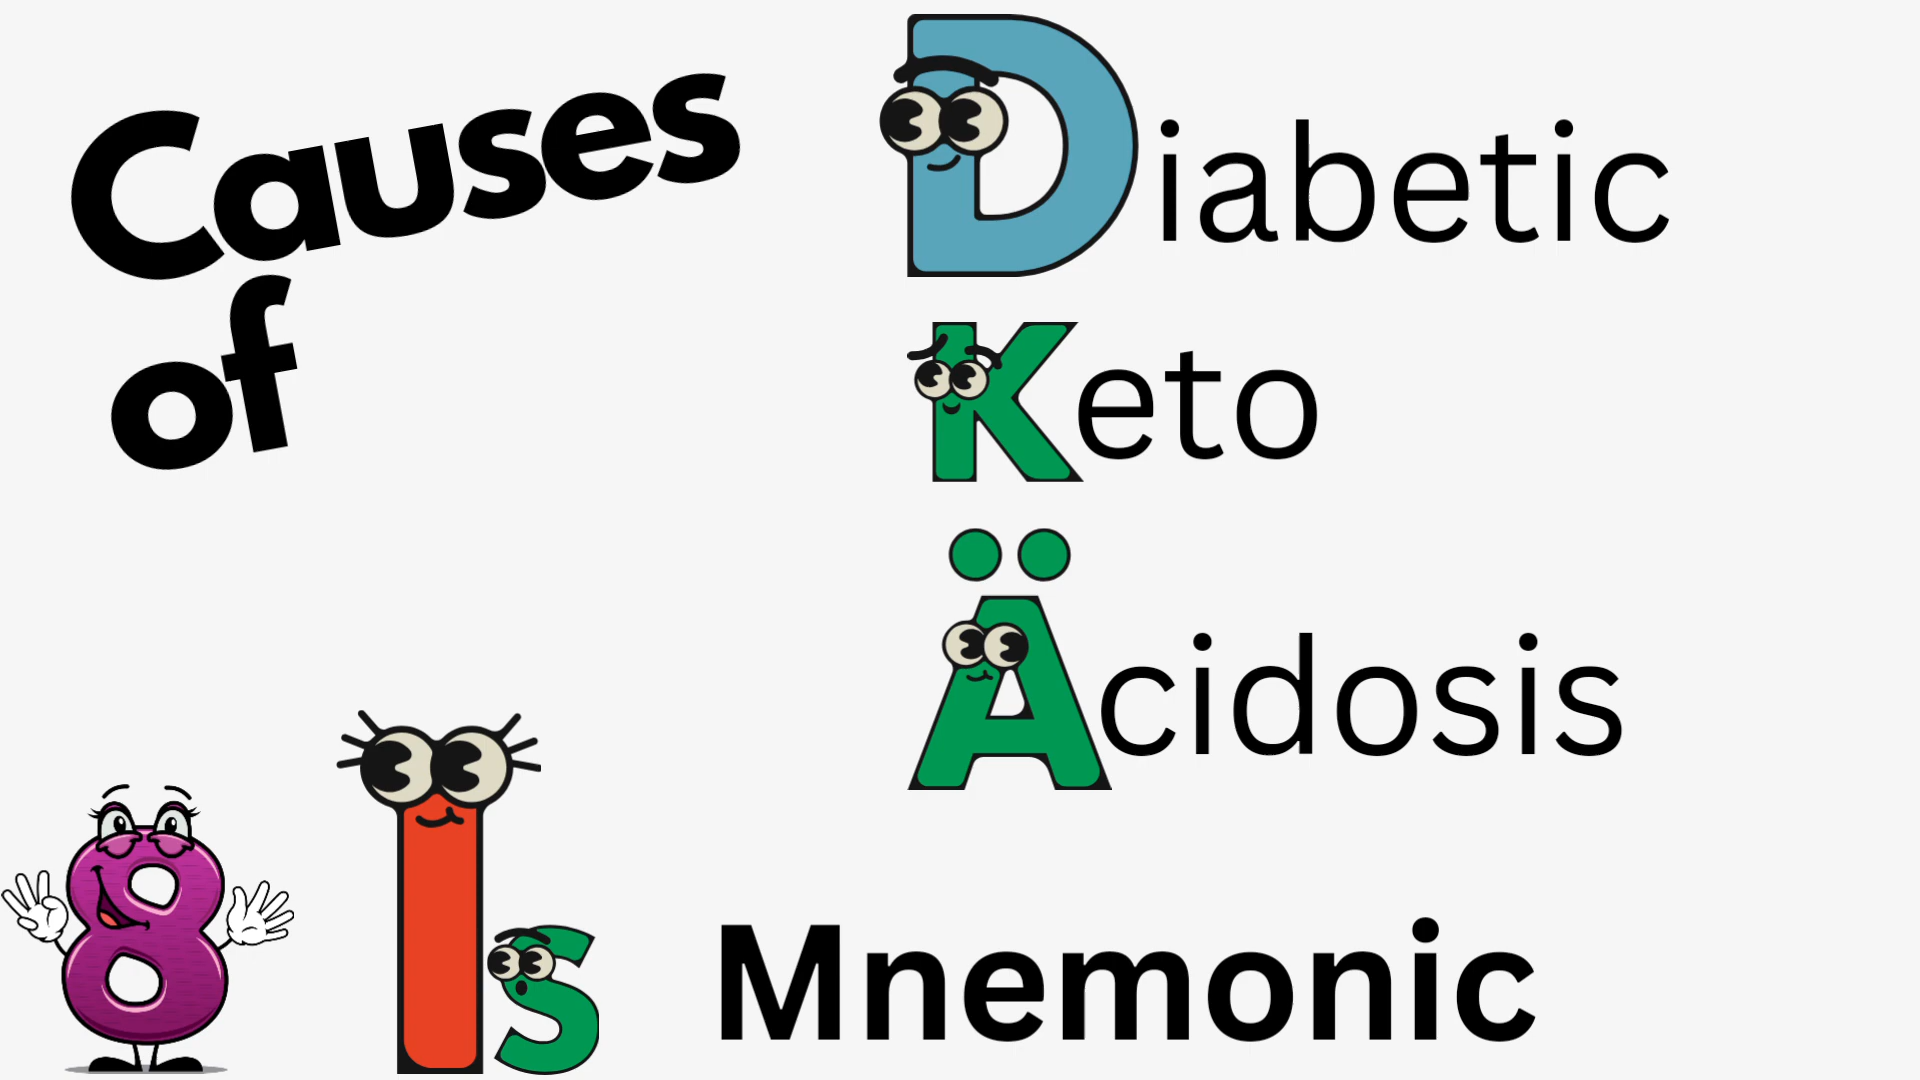 Causes
of
Diabetic
Keto
Äcidosis
8 Is Mnemonic